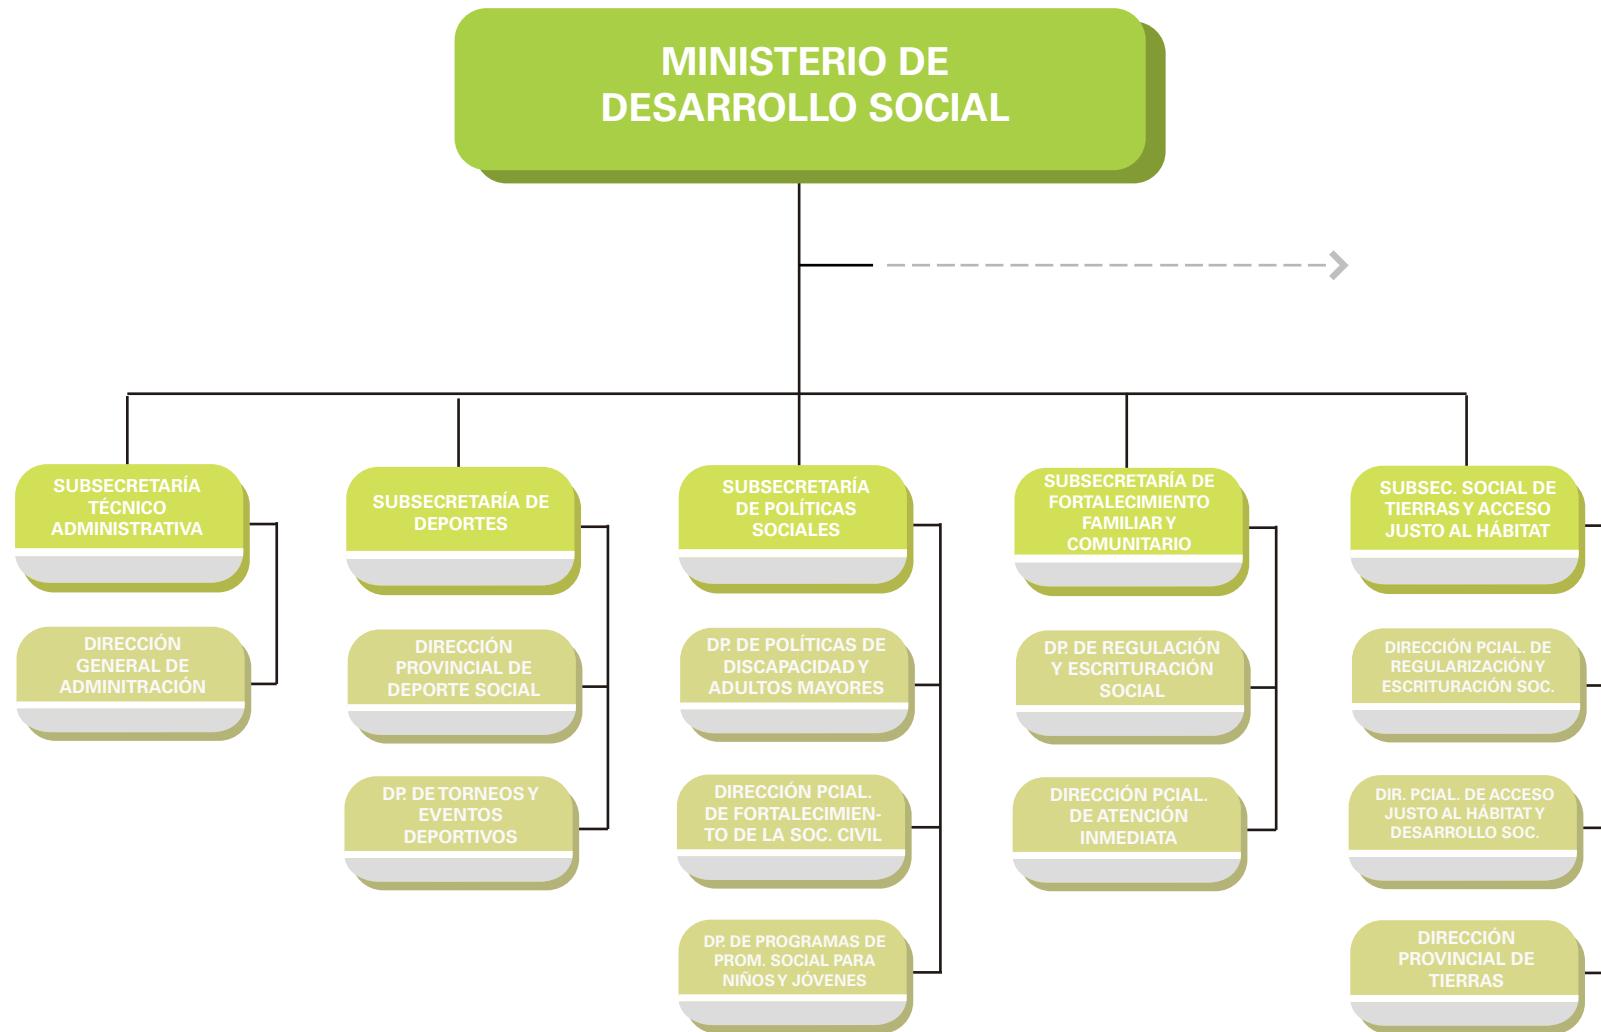 MINISTERIO DE
DESARROLLO SOCIAL
SUBSECRETARÍA
TÉCNICO
ADMINISTRATIVA
DIRECCIÓN
GENERAL DE
ADMINITRACIÓN
SUBSECRETARÍA DE
DEPORTES
DIRECCIÓN
PROVINCIAL DE
DEPORTE SOCIAL
DP. DE TORNEOS Y
EVENTOS
DEPORTIVOS
SUBSECRETARÍA
DE POLÍTICAS
SOCIALES
DP. DE POLÍTICAS DE
DISCAPACIDAD Y
ADULTOS MAYORES
DIRECCIÓN PCIAL.
DE FORTALECIMIEN-
TO DE LA SOC. CIVIL
DP. DE PROGRAMAS DE
PROM. SOCIAL PARA
NIÑOS Y JÓVENES
SUBSECRETARÍA DE
FORTALECIMIENTO
FAMILIAR Y
COMUNITARIO
DP. DE REGULACIÓN
Y ESCRITURACIÓN
SOCIAL
DIRECCIÓN PCIAL.
DE ATENCIÓN
INMEDIATA
SUBSEC. SOCIAL DE
TIERRAS Y ACCESO
JUSTO AL HÁBITAT
DIRECCIÓN PCIAL. DE
REGULARIZACIÓN Y
ESCRITURACIÓN SOC.
DIR. PCIAL. DE ACCESO
JUSTO AL HÁBITAT Y
DESARROLLO SOC.
DIRECCIÓN
PROVINCIAL DE
TIERRAS